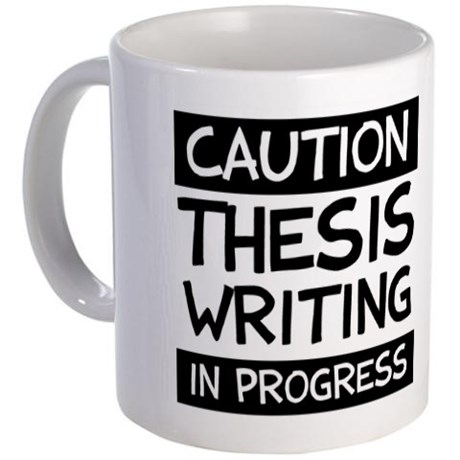 CAUTION
THESIS
WRITING
IN PROGRESS